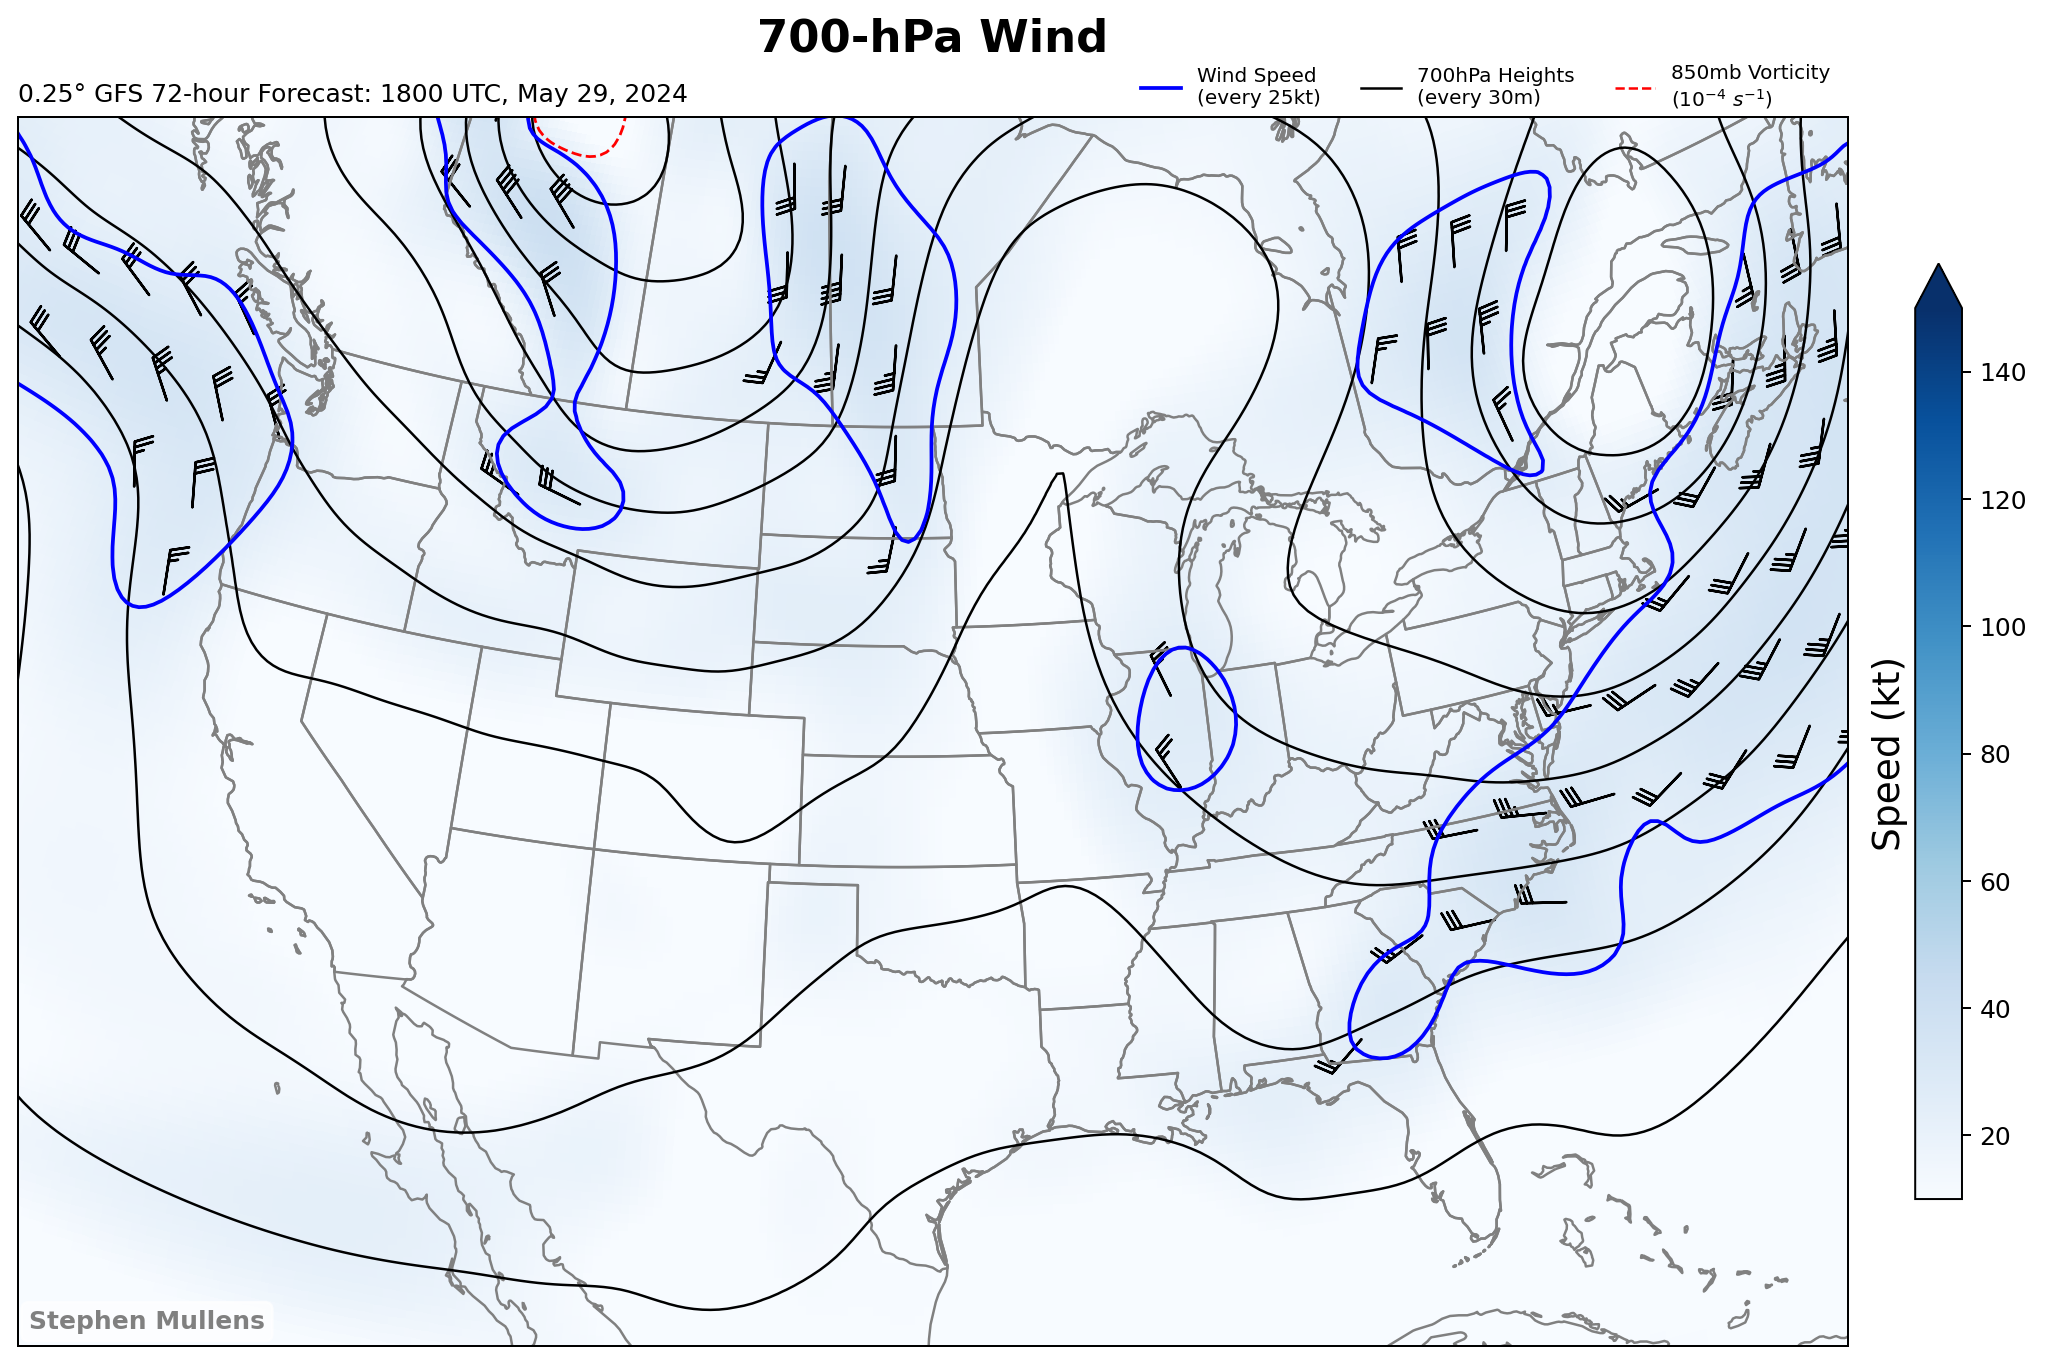 700-hPa Wind
0.25° GFS 72-hour Forecast: 1800 UTC, May 29, 2024
Wind Speed
(every 25kt)
700hPa Heights
(every 30m)
850mb Vorticity
(10⁻⁴ s⁻¹)
140
120
100
80
60
40
20
Speed (kt)
Stephen Mullens